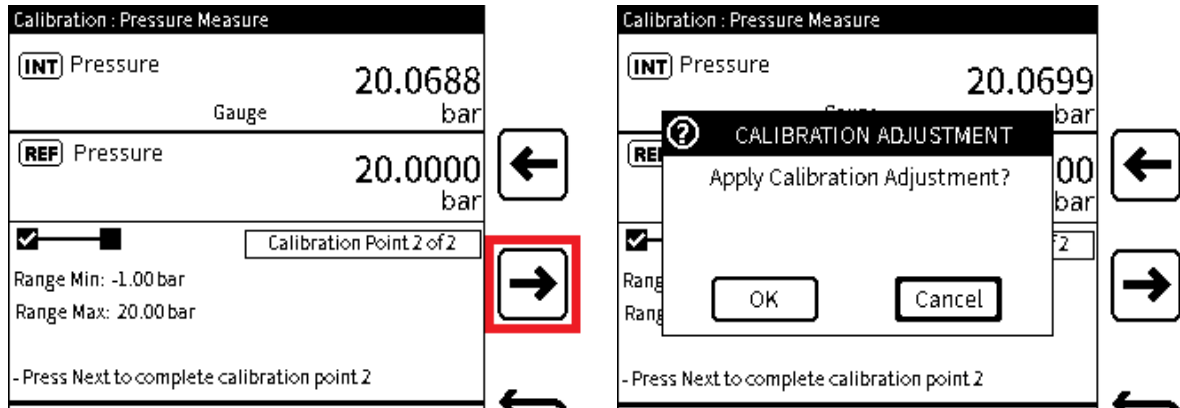 Calibration : Pressure Measure
INT Pressure
20.0688
Gauge bar
REF Pressure
20.0000
bar
Calibration Point 2 of 2
Range Min: -1.00 bar
Range Max: 20.00 bar
- Press Next to complete calibration point 2
Calibration : Pressure Measure
INT Pressure
20.0699
bar
CALIBRATION ADJUSTMENT
Apply Calibration Adjustment?
00
bar
OK Cancel
- Press Next to complete calibration point 2